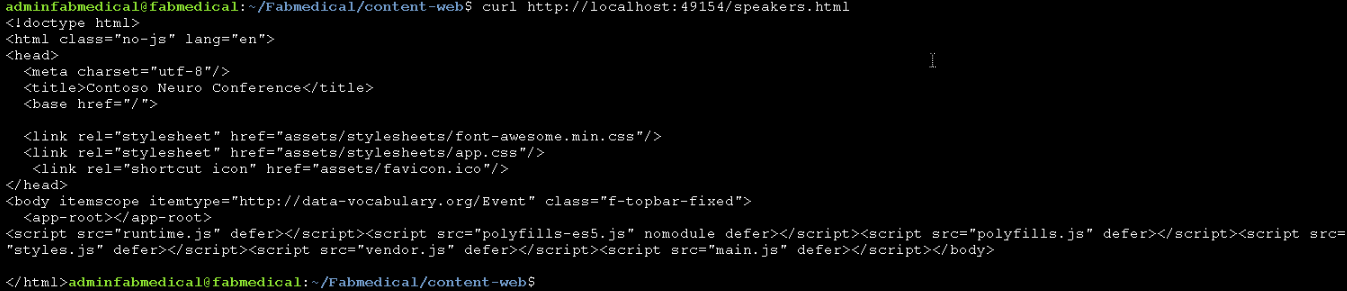 adminfabmedical@fabmedical:~/Fabmedical/content-web$ curl http://localhost:49154/speakers.html
<!doctype html>
<html class="no-js" lang="en">
<head>
  <meta charset="utf-8"/>
  <title>Contoso Neuro Conference</title>
  <base href="/">

  <link rel="stylesheet" href="assets/stylesheets/font-awesome.min.css"/>
  <link rel="stylesheet" href="assets/stylesheets/app.css"/>
   <link rel="shortcut icon" href="assets/favicon.ico"/>
</head>
<body itemscope itemtype="http://data-vocabulary.org/Event" class="f-topbar-fixed">
  <app-root></app-root>
<script src="runtime.js" defer></script><script src="polyfills-es5.js" nomodule defer></script><script src="polyfills.js" defer></script><script src=
"styles.js" defer></script><script src="vendor.js" defer></script><script src="main.js" defer></script></body>

</html>adminfabmedical@fabmedical:~/Fabmedical/content-web$